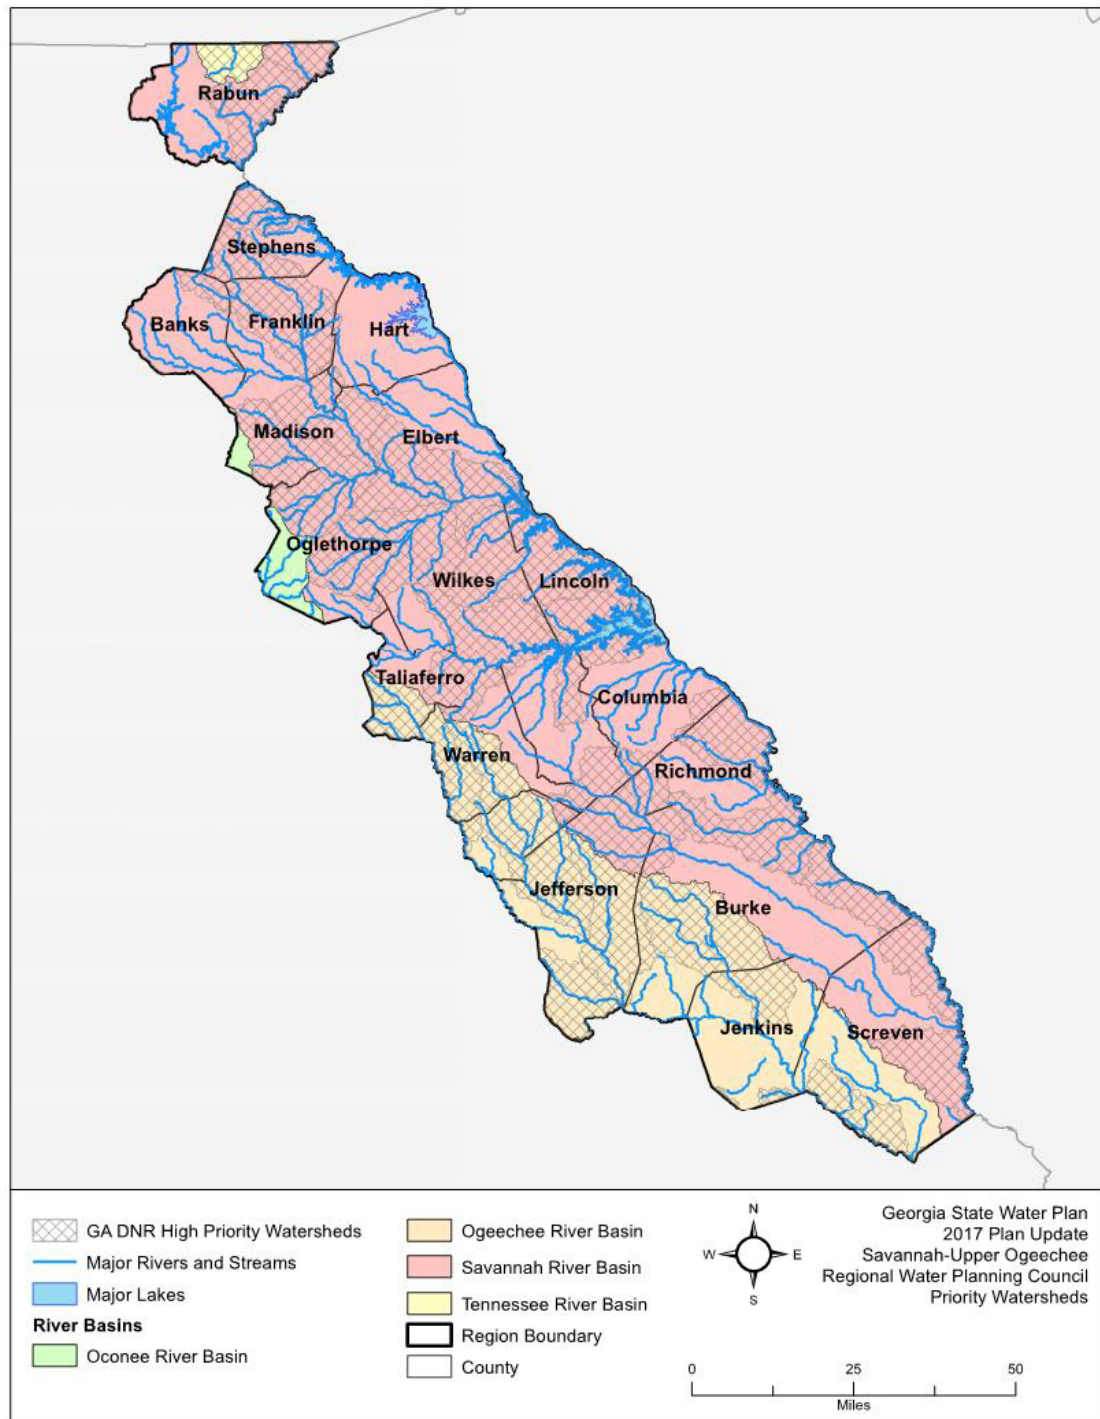 Rabun
Stephens
Banks
Franklin
Hart
Madison
Elbert
Oglethorpe
Wilkes
Lincoln
Taliaferro
Columbia
Warren
Richmond
Jefferson
Burke
Jenkins
Screven
GA DNR High Priority Watersheds
Major Rivers and Streams
Major Lakes
River Basins
Oconee River Basin
Ogeechee River Basin
Savannah River Basin
Tennessee River Basin
Region Boundary
County
N
W
E
S
Georgia State Water Plan
2017 Plan Update
Savannah-Upper Ogeechee
Regional Water Planning Council
Priority Watersheds
0 25 50
Miles